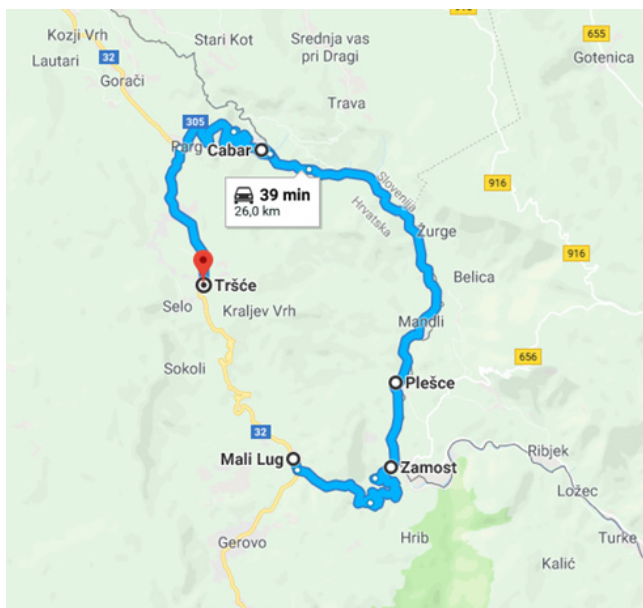 Kozji Vrh
32
Lautari
Gorači
Stari Kot
Srednja vas
pri Dragi
Trava
913
655
Gotenica
305
Parg
Čabar
39 min
26,0 km
Slovenija
Hrvatska
Žurge
916
916
Belica
Tršće
Selo
Kraljev Vrh
Mandli
656
Sokoli
Plešce
32
Mali Lug
Zamost
Ribjek
Ložec
Gerovo
Hrib
Turke
Kalić